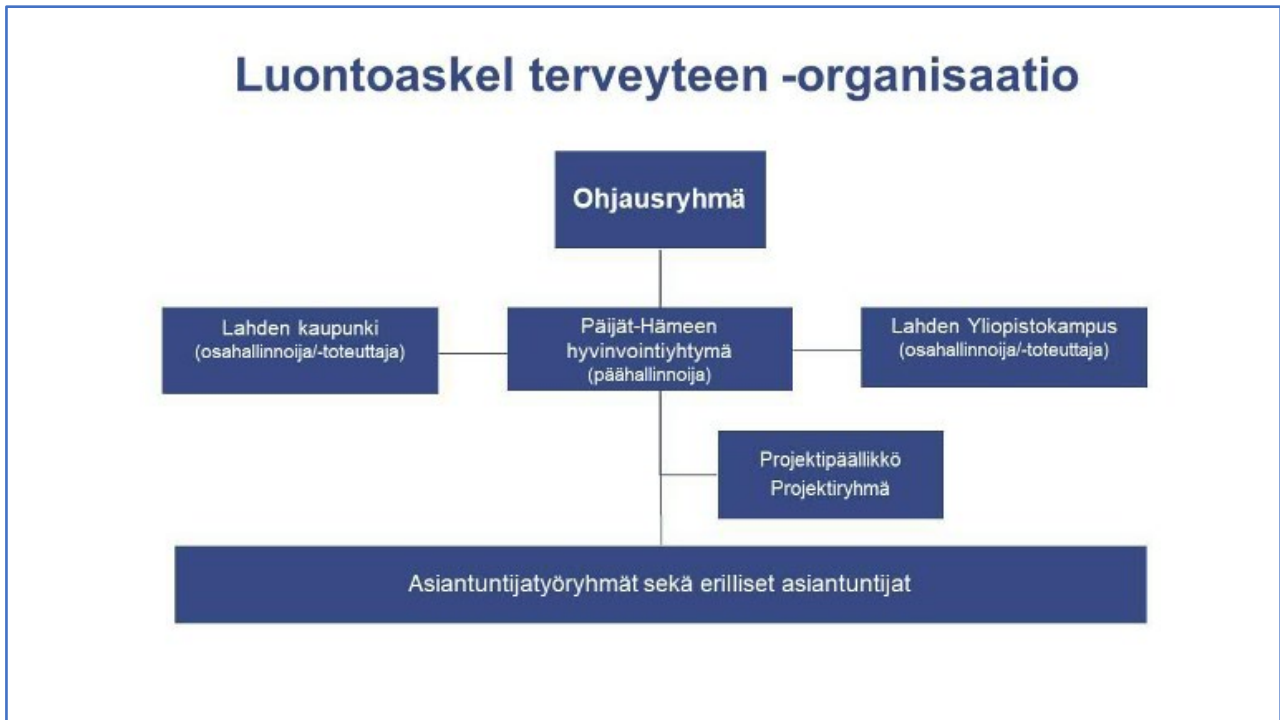 Luontoaskel terveyteen -organisaatio
Ohjausryhmä
Lahden kaupunki
(osahallinnoija/-toteuttaja)
Päijät-Hämeen
hyvinvointiyhtymä
(päähallinnoija)
Lahden Yliopistokampus
(osahallinnoija/-toteuttaja)
Projektipäällikkö
Projektiryhmä
Asiantuntijatyöryhmät sekä erilliset asiantuntijat